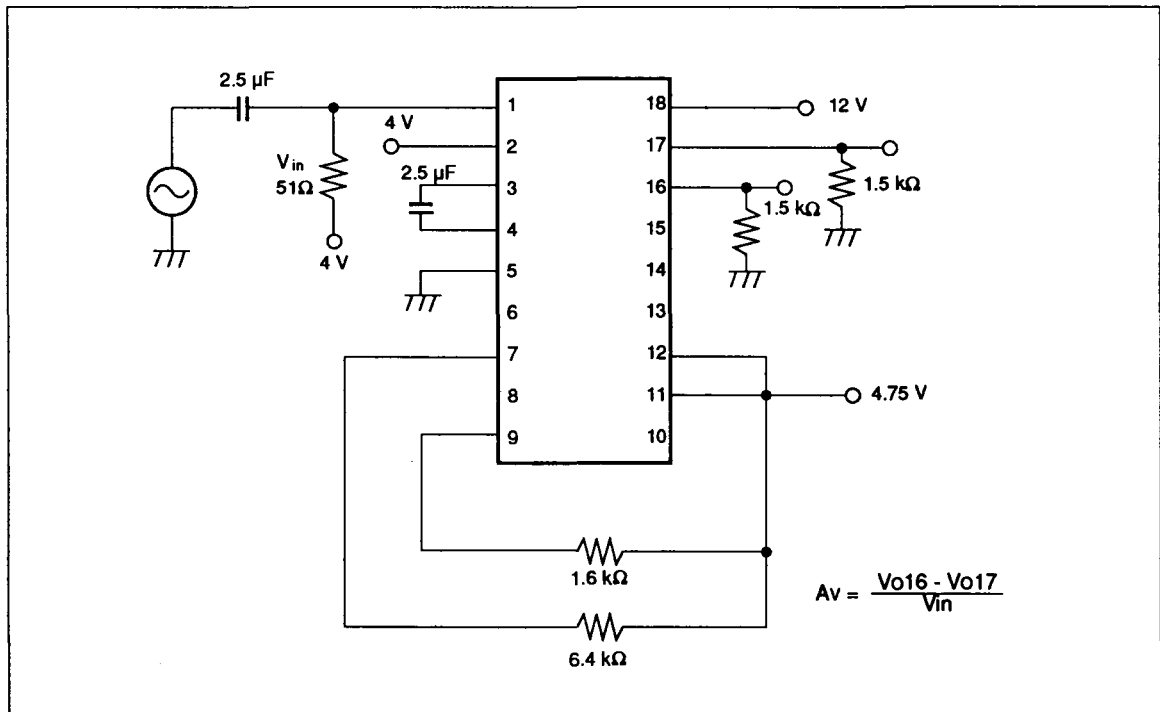 2.5 µF
1
18
12 V
4 V
2
17
Vin
51Ω
2.5 µF
3
16
1.5 kΩ
1.5 kΩ
4
15
4 V
5
14
6
13
7
12
8
11
4.75 V
9
10
1.6 kΩ
6.4 kΩ
Av = Vo16 - Vo17
Vin